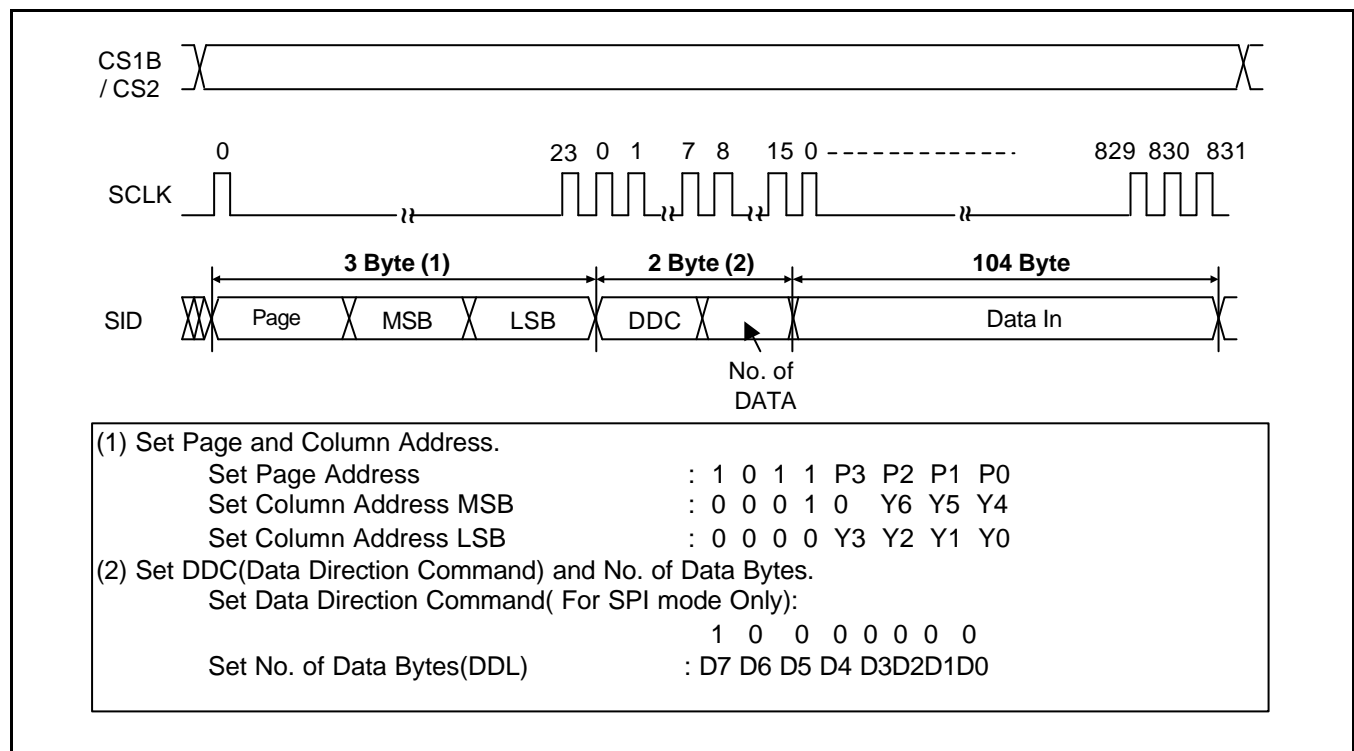 CS1B
/ CS2
0 23 0 1 7 8 15 0 829 830 831
SCLK
3 Byte (1) 2 Byte (2) 104 Byte
SID Page MSB LSB DDC Data In
No. of
DATA
(1) Set Page and Column Address.
Set Page Address : 1 0 1 1 P3 P2 P1 P0
Set Column Address MSB : 0 0 0 1 0 Y6 Y5 Y4
Set Column Address LSB : 0 0 0 0 Y3 Y2 Y1 Y0
(2) Set DDC(Data Direction Command) and No. of Data Bytes.
Set Data Direction Command( For SPI mode Only):
1 0 0 0 0 0 0 0
Set No. of Data Bytes(DDL) : D7 D6 D5 D4 D3D2D1D0